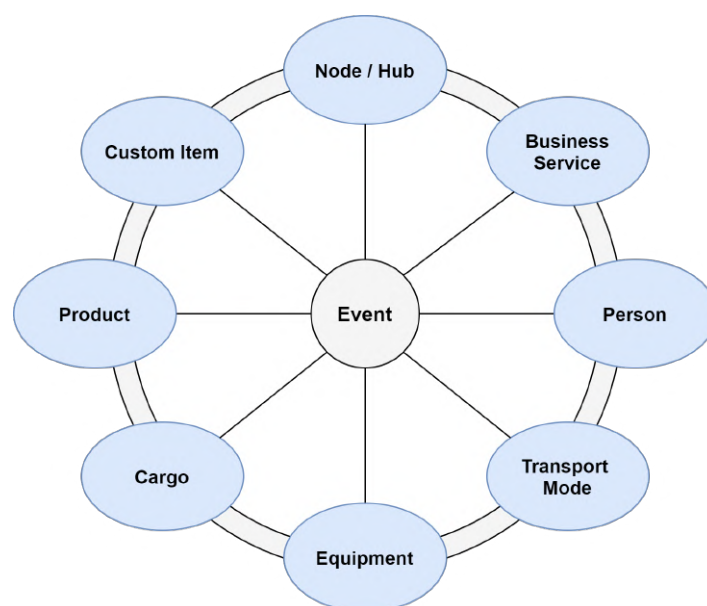 Node / Hub
Business
Service
Custom Item
Product
Event
Person
Cargo
Transport
Mode
Equipment